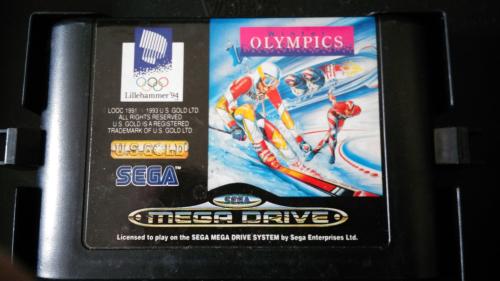 Winter
OLYMPICS
Lillehammer '94
LOOC 1991 © 1993 U.S. GOLD LTD.
ALL RIGHTS RESERVED
U.S. GOLD IS A REGISTERED
TRADEMARK OF U.S. GOLD LTD.
U.S. GOLD
SEGA
SEGA
MEGA DRIVE
Licensed to play on the SEGA MEGA DRIVE SYSTEM by Sega Enterprises Ltd.